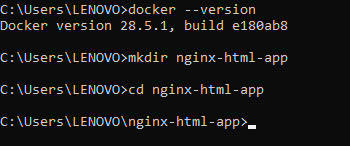 C:\Users\LENOVO>docker --version
Docker version 28.5.1, build e180ab8
C:\Users\LENOVO>mkdir nginx-html-app
C:\Users\LENOVO>cd nginx-html-app
C:\Users\LENOVO\nginx-html-app>